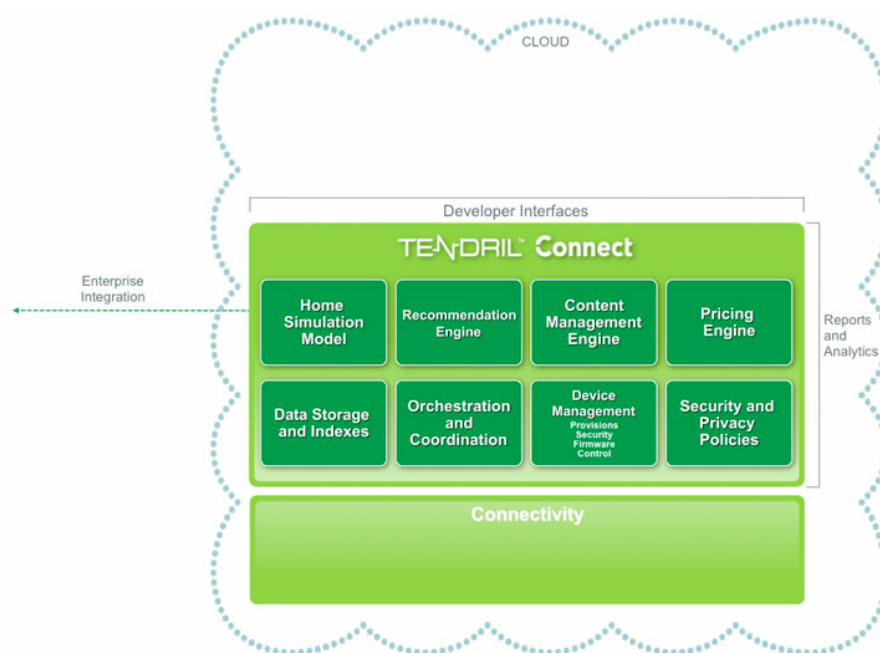 CLOUD
Developer Interfaces
TENDRIL™ Connect
Enterprise
Integration
Home
Simulation
Model
Recommendation
Engine
Content
Management
Engine
Pricing
Engine
Reports
and
Analytics
Data Storage
and Indexes
Orchestration
and
Coordination
Device
Management
Provisions
Security
Firmware
Control
Security and
Privacy
Policies
Connectivity